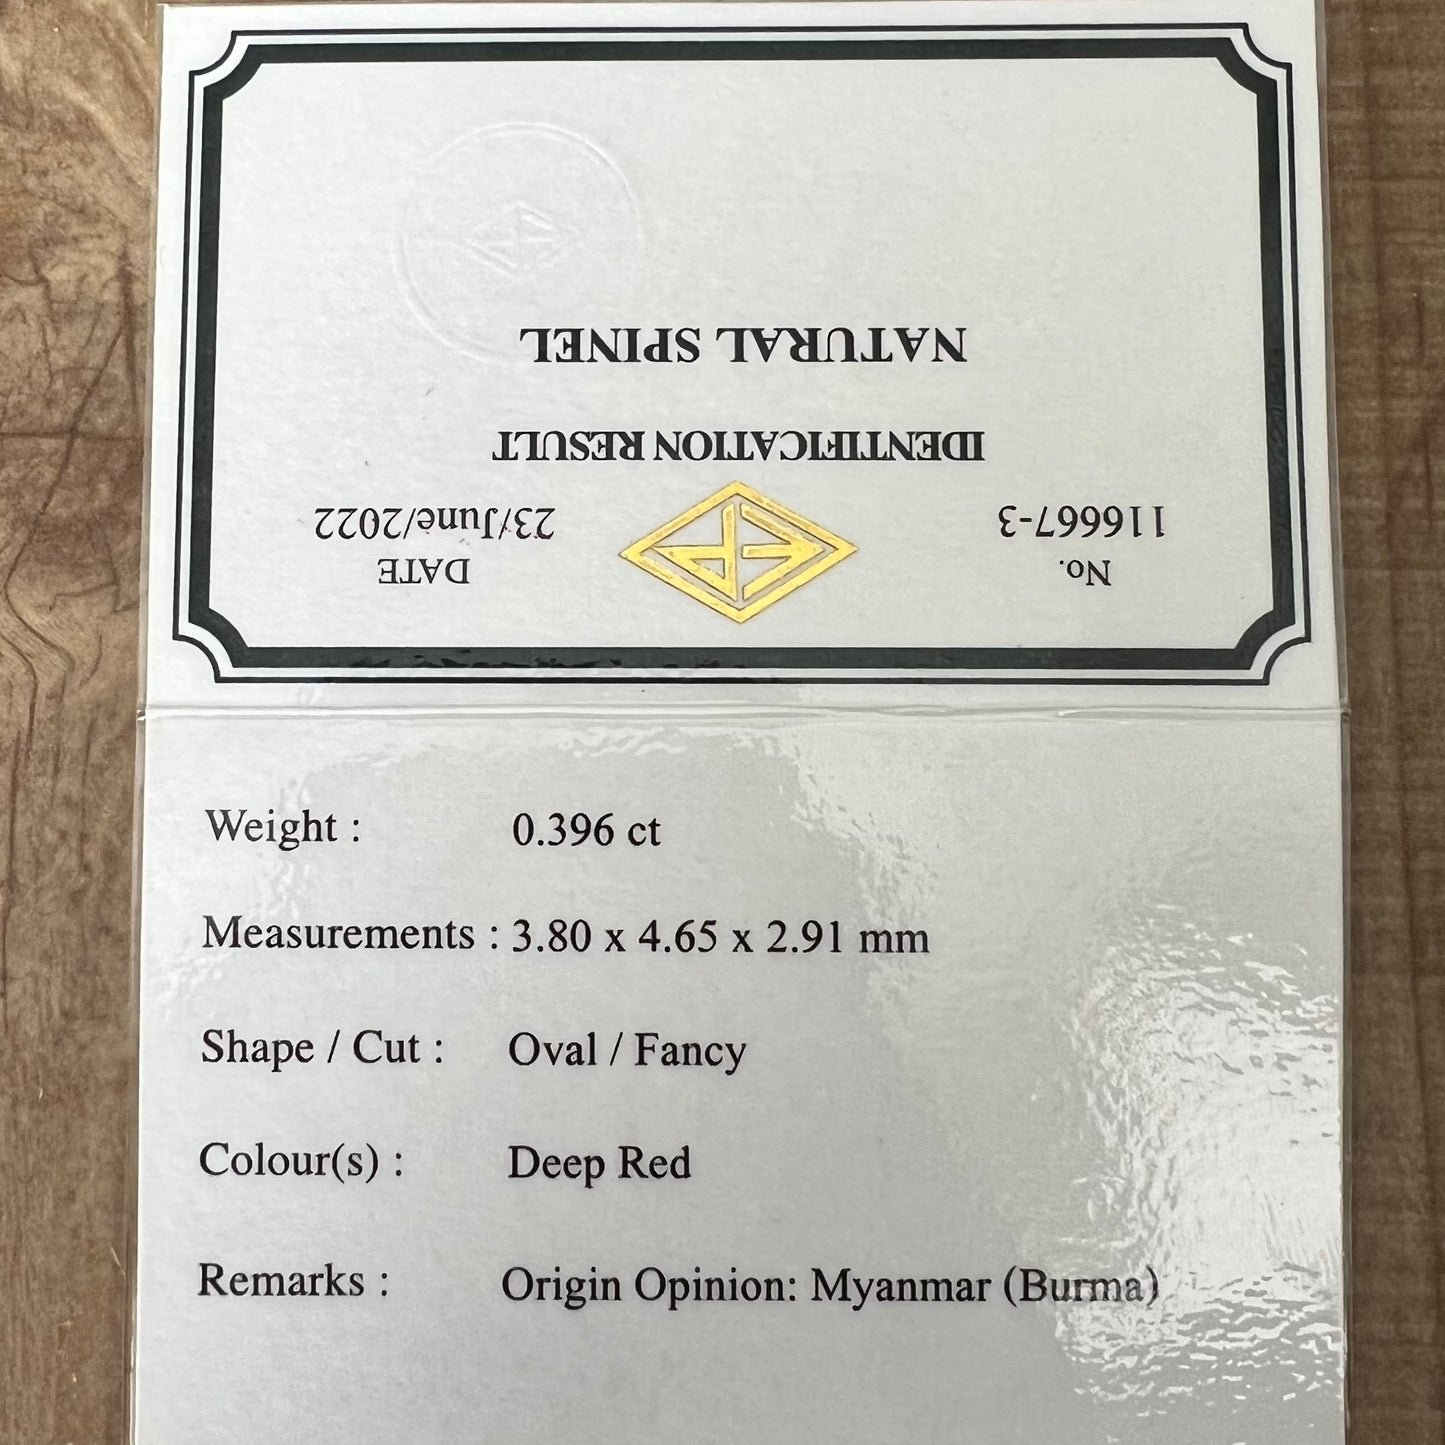 No.
116667-3
DATE
23/June/2022
IDENTIFICATION RESULT
NATURAL SPINEL
Weight : 0.396 ct
Measurements : 3.80 x 4.65 x 2.91 mm
Shape / Cut : Oval / Fancy
Colour(s) : Deep Red
Remarks : Origin Opinion: Myanmar (Burma)